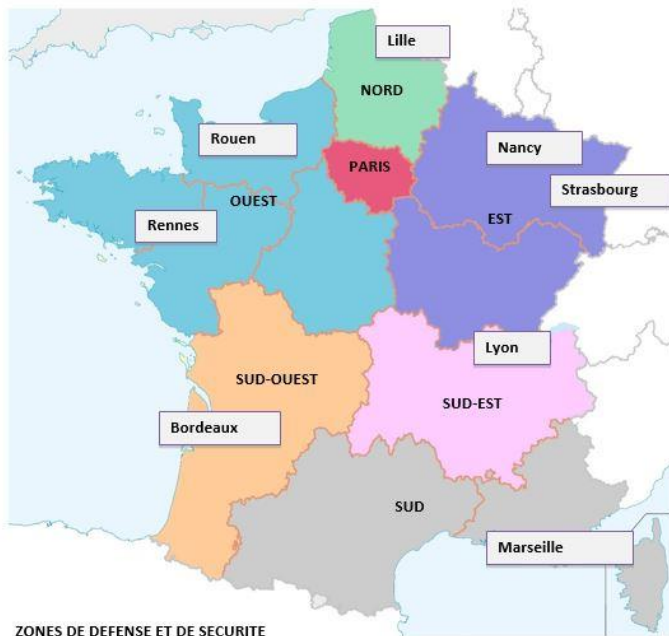 Lille
NORD
Rouen
Nancy
PARIS
Strasbourg
OUEST
Rennes
EST
Lyon
SUD-OUEST
SUD-EST
Bordeaux
SUD
Marseille
ZONES DE DEFENSE ET DE SECURITE